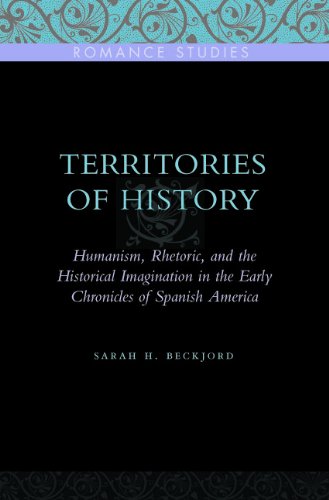 ROMANCE STUDIES
TERRITORIES
OF HISTORY
Humanism, Rhetoric, and the
Historical Imagination in the Early
Chronicles of Spanish America
SARAH H. BECKJORD